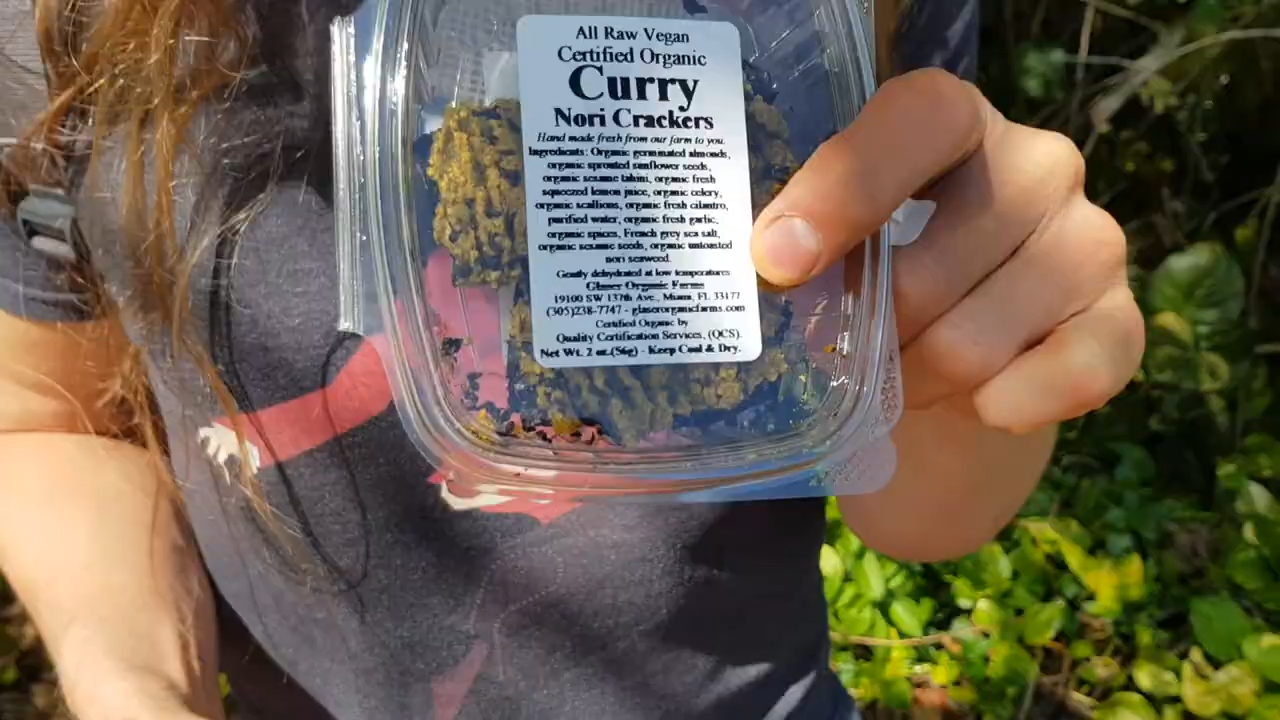 All Raw Vegan
Certified Organic
Curry
Nori Crackers
Hand made fresh from our farm to you.
Ingredients: Organic germinated almonds,
organic sprouted sunflower seeds,
organic sesame tahini, organic fresh
squeezed lemon juice, organic celery,
organic scallions, organic fresh cilantro,
purified water, organic fresh garlic,
organic spices, French grey sea salt,
organic sesame seeds, organic untoasted
nori seaweed.
Gently dehydrated at low temperatures
Glaser Organic Farms
19100 SW 137th Ave., Miami, FL 33177
(305)238-7747 - glaserorganicfarms.com
Certified Organic by
Quality Certification Services, (QCS).
Net Wt. 2 oz.(56g) - Keep Cool & Dry.